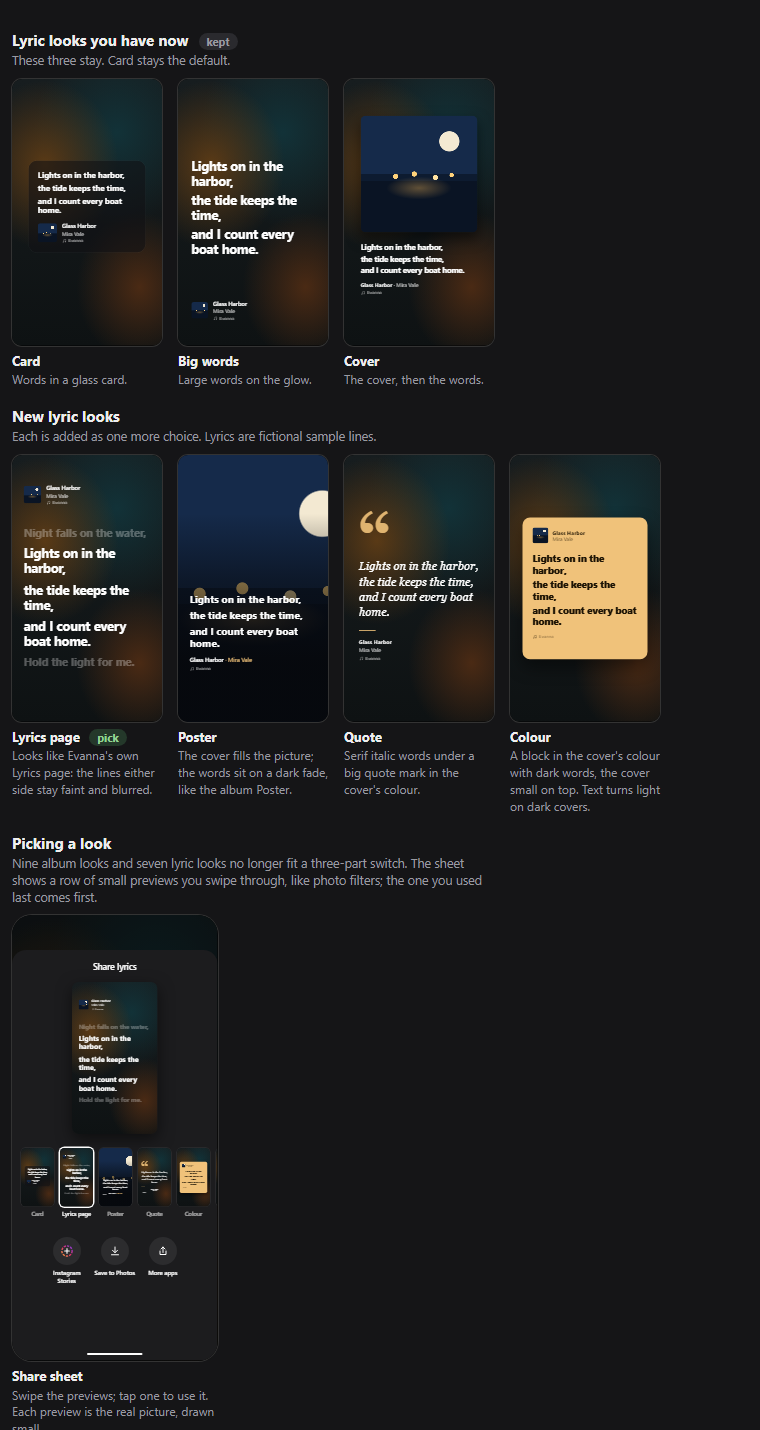 Lyric looks you have now kept
These three stay. Card stays the default.
Lights on in the harbor,
the tide keeps the time,
and I count every boat
home.
Glass Harbor
Mira Vale
Evanna
Lights on in the
harbor,
the tide keeps the
time,
and I count every
boat home.
Glass Harbor
Mira Vale
Evanna
Lights on in the harbor,
the tide keeps the time,
and I count every boat home.
Glass Harbor · Mira Vale
Evanna
Card
Words in a glass card.
Big words
Large words on the glow.
Cover
The cover, then the words.
New lyric looks
Each is added as one more choice. Lyrics are fictional sample lines.
Glass Harbor
Mira Vale
Evanna
Night falls on the water,
Lights on in the
harbor,
the tide keeps the
time,
and I count every
boat home.
Hold the light for me.
Lights on in the harbor,
the tide keeps the time,
and I count every boat
home.
Glass Harbor · Mira Vale
Evanna
“
Lights on in the harbor,
the tide keeps the time,
and I count every boat
home.
Glass Harbor
Mira Vale
Evanna
Glass Harbor
Mira Vale
Lights on in the
harbor,
the tide keeps the
time,
and I count every boat
home.
Evanna
Lyrics page pick
Looks like Evanna's own
Lyrics page: the lines either
side stay faint and blurred.
Poster
The cover fills the picture;
the words sit on a dark fade,
like the album Poster.
Quote
Serif italic words under a
big quote mark in the
cover's colour.
Colour
A block in the cover's colour
with dark words, the cover
small on top. Text turns light
on dark covers.
Picking a look
Nine album looks and seven lyric looks no longer fit a three-part switch. The sheet
shows a row of small previews you swipe through, like photo filters; the one you used
last comes first.
Share lyrics
Glass Harbor
Night falls on the water,
Lights on in the
harbor,
the tide keeps the
time,
and I count every
boat home.
Hold the light for me.
Card
Lyrics page
Poster
Quote
Colour
Instagram
Stories
Save to Photos
More apps
Share sheet
Swipe the previews; tap one to use it.
Each preview is the real picture, drawn
small.